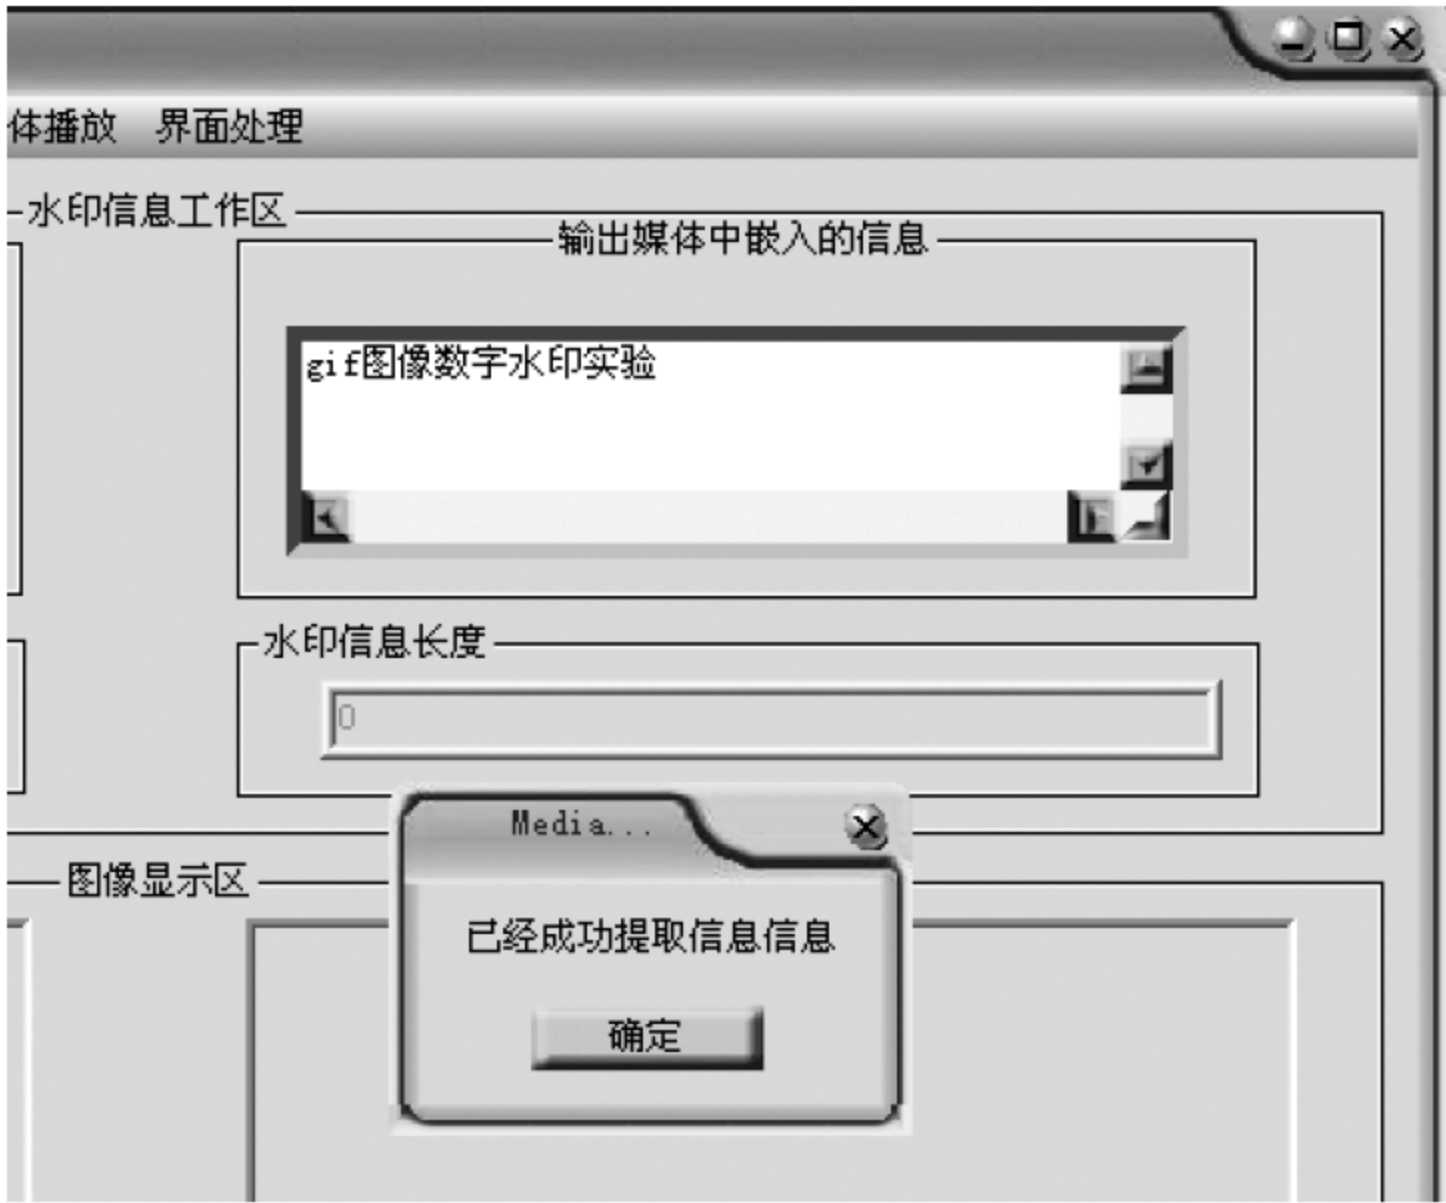 体播放 界面处理
水印信息工作区
输出媒体中嵌入的信息
gif图像数字水印实验
水印信息长度
0
Media...
图像显示区
已经成功提取信息信息
确定